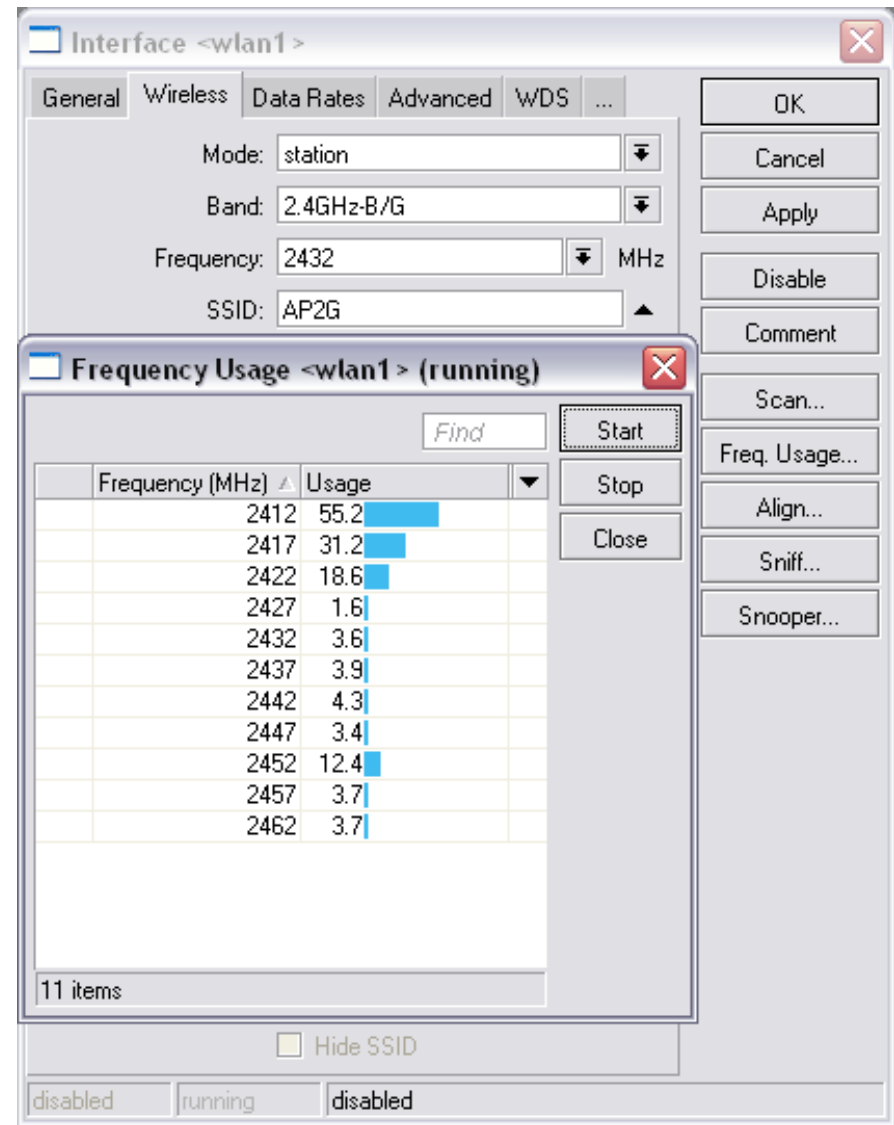 Interface <wlan1>
General Wireless Data Rates Advanced WDS ...
OK
Mode: station
Cancel
Band: 2.4GHz-B/G
Apply
Frequency: 2432 MHz
Disable
SSID: AP2G
Comment
Frequency Usage <wlan1> (running)
Scan...
Find
Start
Freq. Usage...
Frequency (MHz) Usage
Stop
2412 55.2
Align...
2417 31.2
Close
2422 18.6
Sniff...
2427 1.6
Snooper...
2432 3.6
2437 3.9
2442 4.3
2447 3.4
2452 12.4
2457 3.7
2462 3.7
11 items
Hide SSID
disabled running disabled